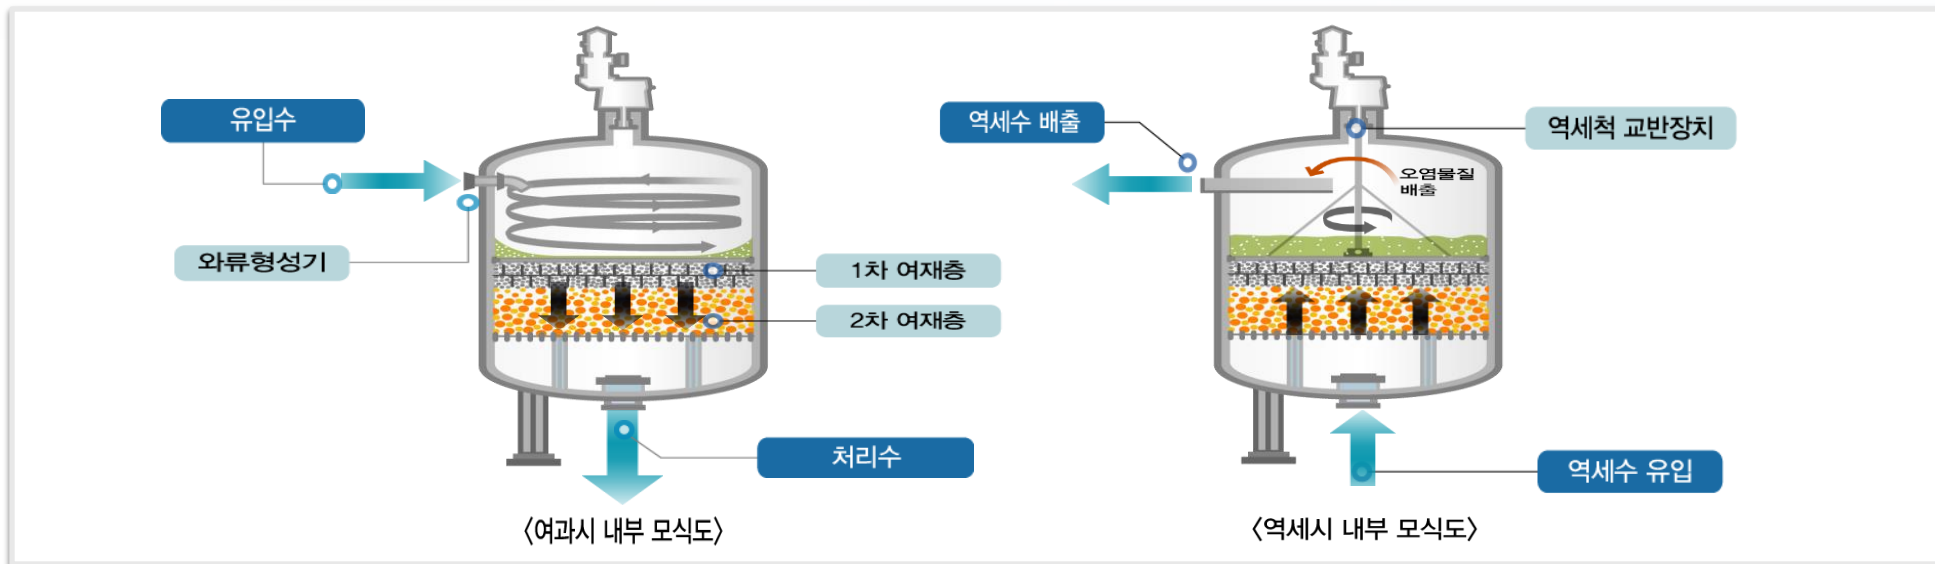 유입수
와류형성기
1차 여재층
2차 여재층
처리수
〈여과시 내부 모식도〉
역세수 배출
역세척 교반장치
오염물질
배출
역세수 유입
〈역세시 내부 모식도〉